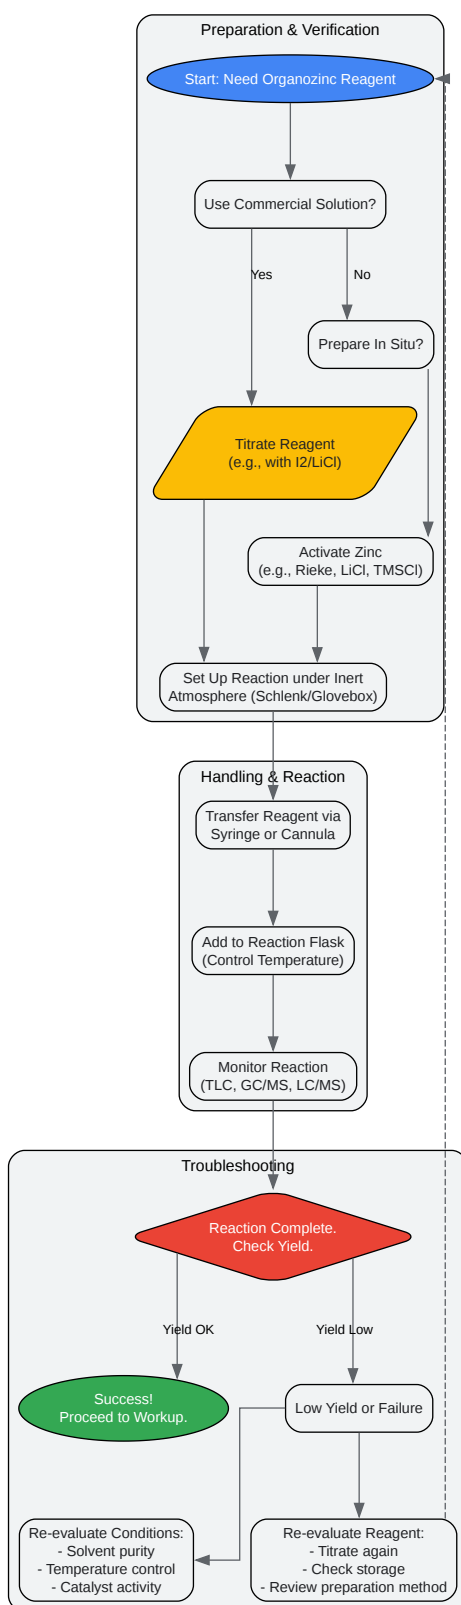 Preparation & Verification
Start: Need Organozinc Reagent
Use Commercial Solution?
Yes
No
Prepare In Situ?
Titrate Reagent
(e.g., with I2/LiCl)
Activate Zinc
(e.g., Rieke, LiCl, TMSCl)
Set Up Reaction under Inert
Atmosphere (Schlenk/Glovebox)
Handling & Reaction
Transfer Reagent via
Syringe or Cannula
Add to Reaction Flask
(Control Temperature)
Monitor Reaction
(TLC, GC/MS, LC/MS)
Troubleshooting
Reaction Complete.
Check Yield.
Yield OK
Yield Low
Success!
Proceed to Workup.
Low Yield or Failure
Re-evaluate Conditions:
- Solvent purity
- Temperature control
- Catalyst activity
Re-evaluate Reagent:
- Titrate again
- Check storage
- Review preparation method